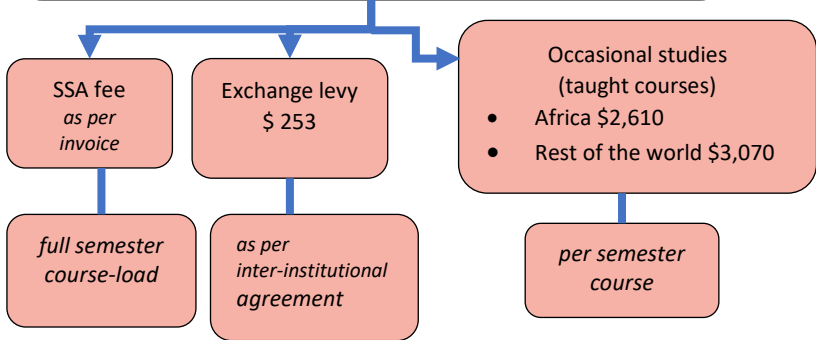 SSA fee
as per
invoice
Exchange levy
$ 253
Occasional studies
(taught courses)
• Africa $2,610
• Rest of the world $3,070
full semester
course-load
as per
inter-institutional
agreement
per semester
course